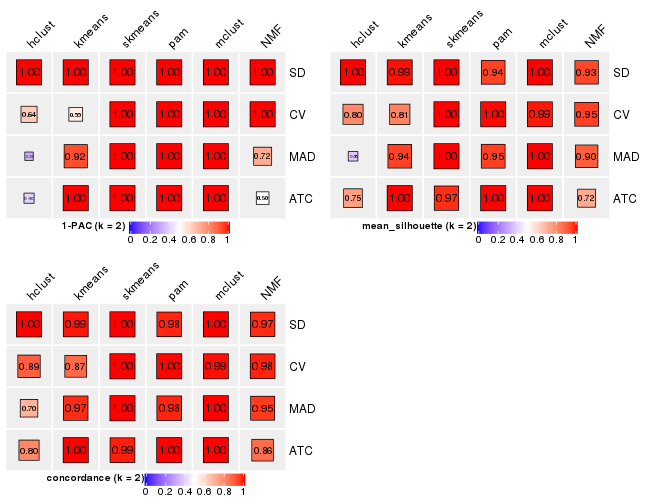 hclust kmeans skmeans pam mclust NMF
1.00 1.00 1.00 1.00 1.00 1.00 SD
0.64 0.55 1.00 1.00 1.00 1.00 CV
0.92 1.00 1.00 1.00 0.72 MAD
1.00 1.00 1.00 1.00 0.50 ATC
1-PAC (k = 2)
0 0.2 0.4 0.6 0.8 1
hclust kmeans skmeans pam mclust NMF
1.00 0.99 1.00 0.94 1.00 0.93 SD
0.80 0.81 1.00 1.00 0.99 0.95 CV
0.94 1.00 0.95 1.00 0.90 MAD
0.75 1.00 0.97 1.00 1.00 0.72 ATC
mean_silhouette (k = 2)
0 0.2 0.4 0.6 0.8 1
hclust kmeans skmeans pam mclust NMF
1.00 0.99 1.00 0.98 1.00 0.97 SD
0.89 0.87 1.00 1.00 0.99 0.98 CV
0.70 0.97 1.00 0.98 1.00 0.95 MAD
0.80 1.00 0.99 1.00 1.00 0.86 ATC
concordance (k = 2)
0 0.2 0.4 0.6 0.8 1